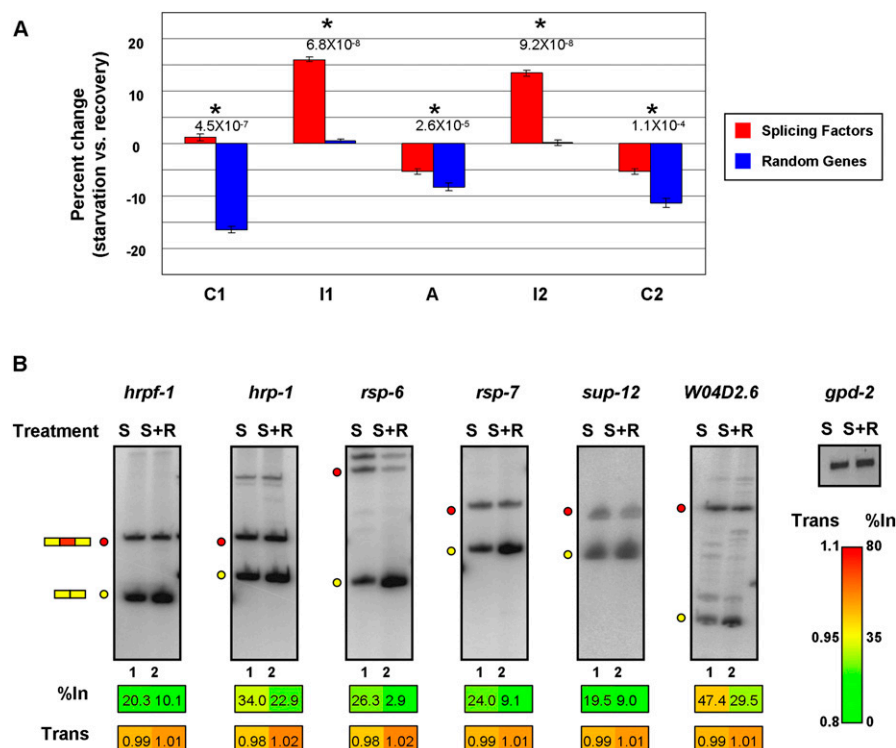 A
Percent change
(starvation vs. recovery)
20
10
0
-10
-20
*
4.5X10⁻⁷
*
6.8X10⁻⁸
*
2.6X10⁻⁵
*
9.2X10⁻⁸
*
1.1X10⁻⁴
C1 I1 A I2 C2
Splicing Factors
Random Genes
B
hrpf-1 hrp-1 rsp-6 rsp-7 sup-12 W04D2.6 gpd-2
Treatment S S+R S S+R S S+R S S+R S S+R S S+R S S+R
Trans %In
1.1 80
0.95 35
0.8 0
1 2 1 2 1 2 1 2 1 2 1 2
%In 20.3 10.1 34.0 22.9 26.3 2.9 24.0 9.1 19.5 9.0 47.4 29.5
Trans 0.99 1.01 0.98 1.02 0.98 1.02 0.99 1.01 0.99 1.01 0.99 1.01